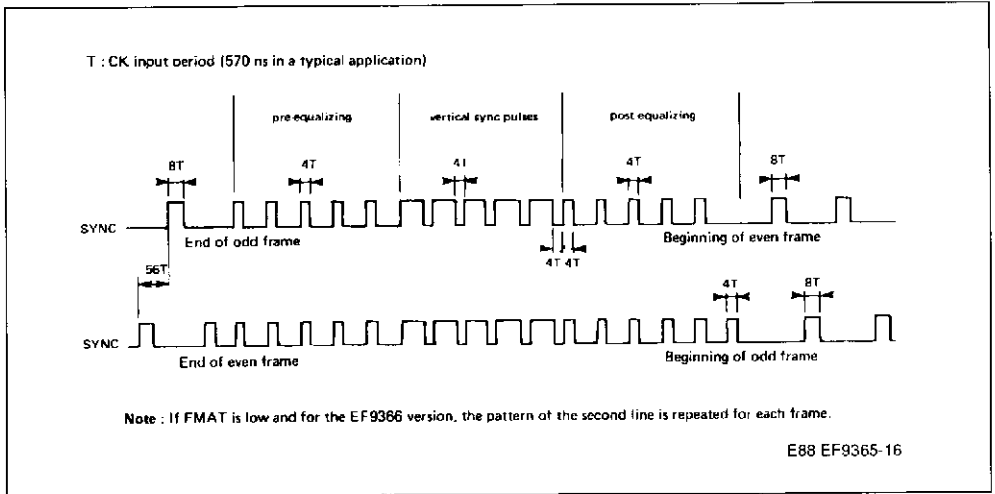 T : CK input period (570 ns in a typical application)
pre equalizing
vertical sync pulses
post equalizing
8T
4T
4T
4T
8T
SYNC
End of odd frame
4T 4T
Beginning of even frame
56T
4T
8T
SYNC
End of even frame
Beginning of odd frame
Note : If FMAT is low and for the EF9366 version, the pattern of the second line is repeated for each frame.
E88 EF9365-16